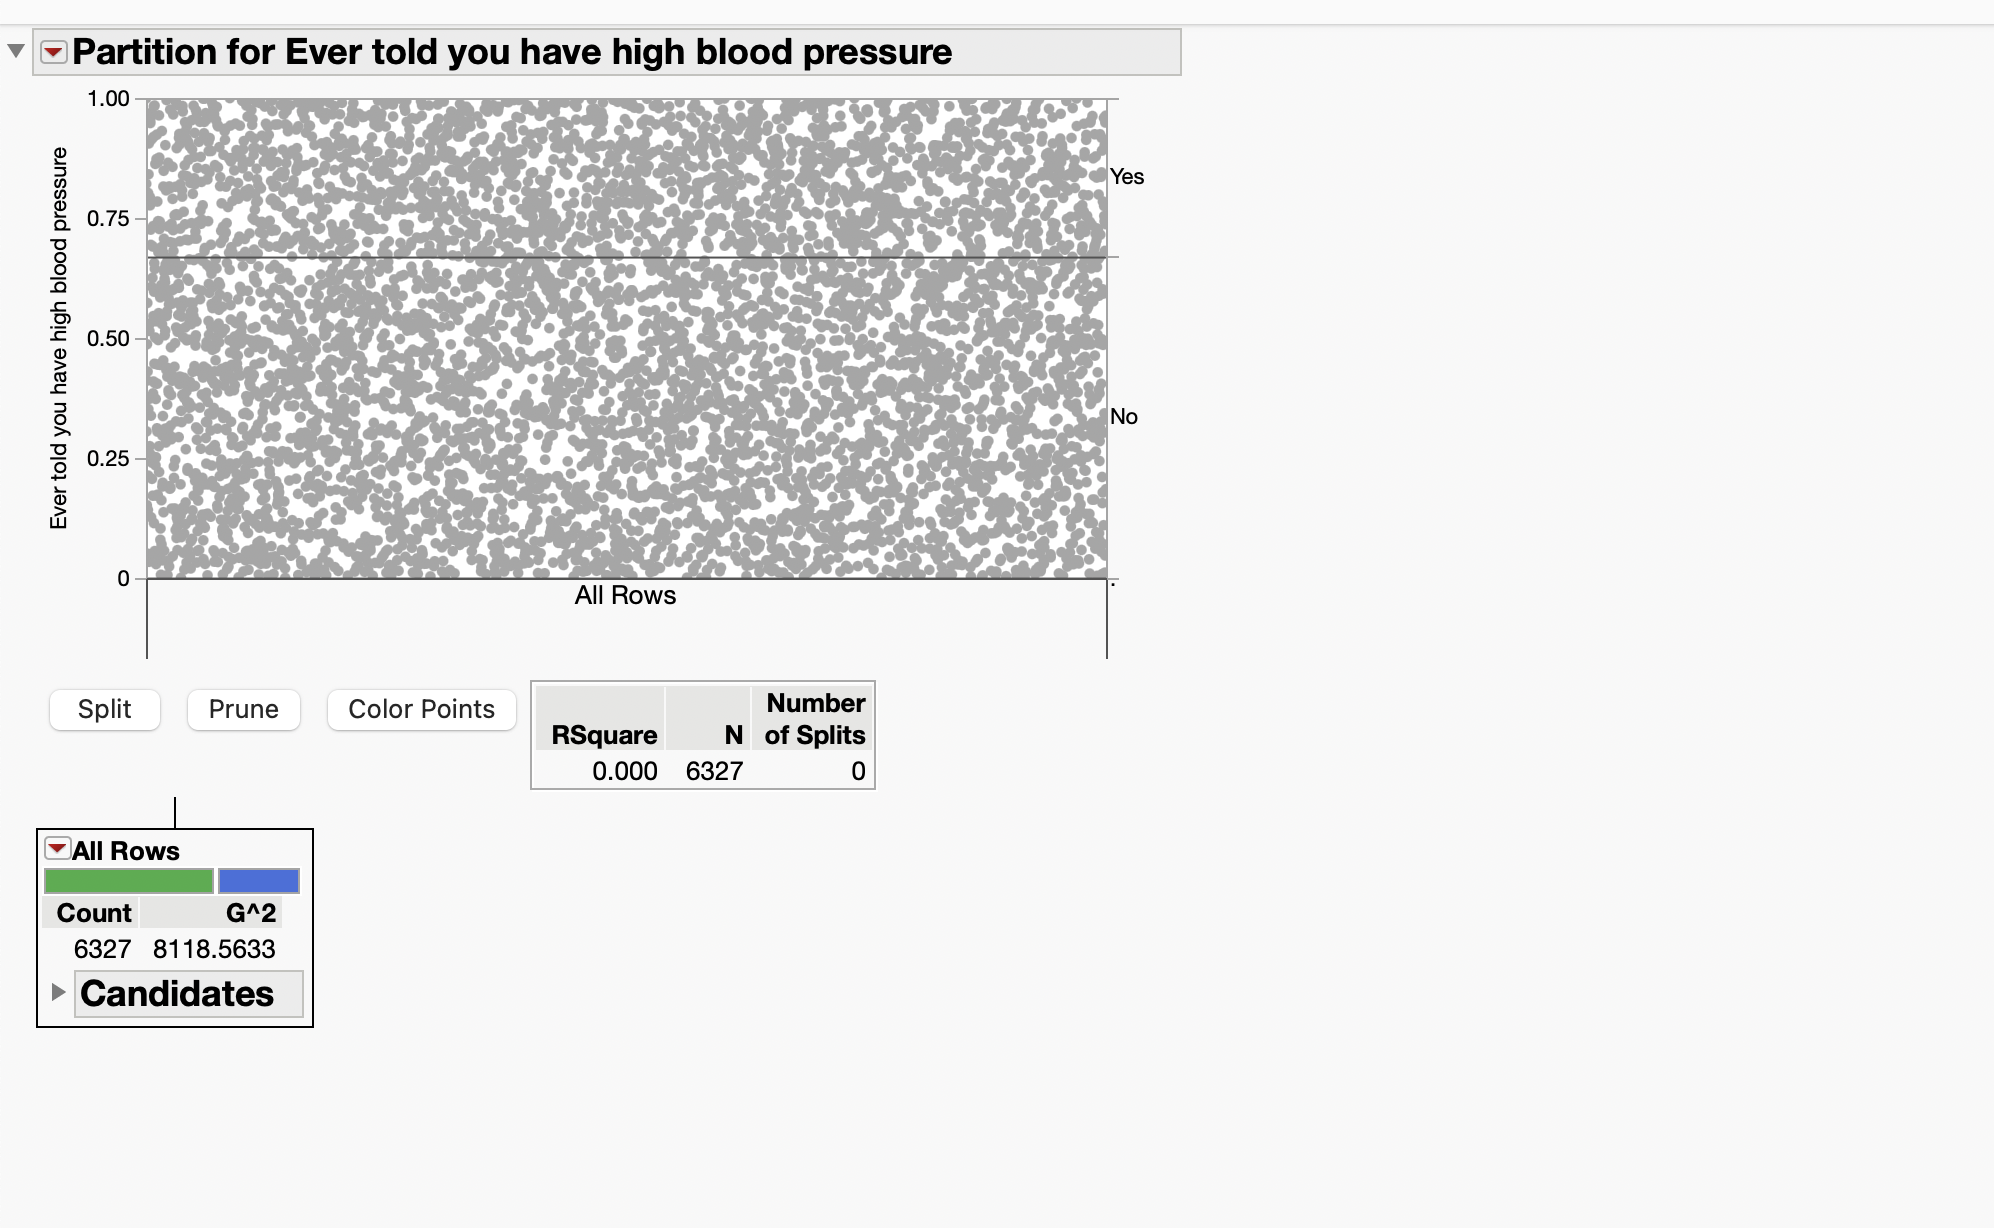 Partition for Ever told you have high blood pressure
Ever told you have high blood pressure
1.00
0.75
0.50
0.25
0
Yes
No
.
All Rows
Split
Prune
Color Points
RSquare N Number of Splits
0.000 6327 0
All Rows
Count G^2
6327 8118.5633
Candidates